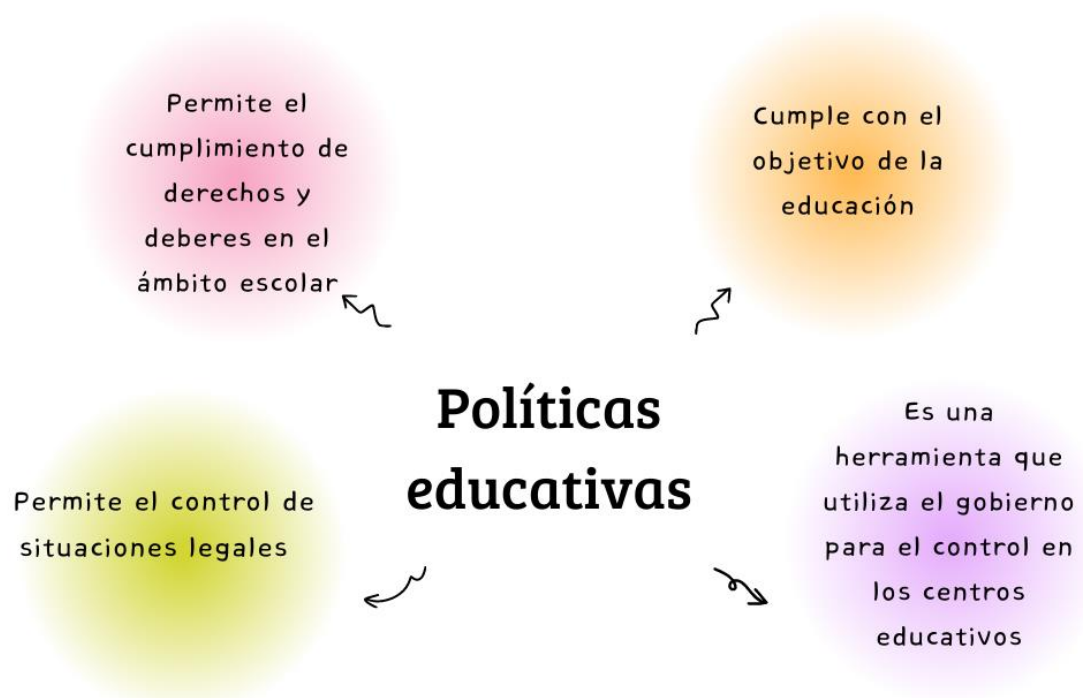 Permite el
cumplimiento de
derechos y
deberes en el
ámbito escolar
Cumple con el
objetivo de la
educación
Políticas
educativas
Permite el control de
situaciones legales
Es una
herramienta que
utiliza el gobierno
para el control en
los centros
educativos